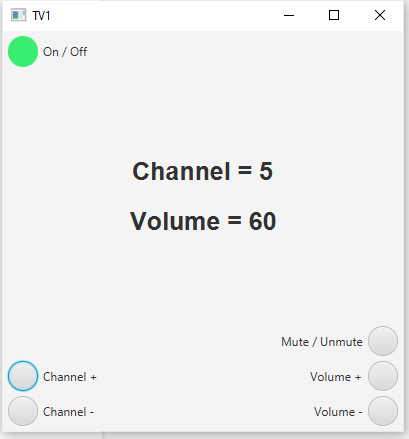 TV1
On / Off
Channel = 5
Volume = 60
Mute / Unmute
Channel +
Volume +
Channel -
Volume -